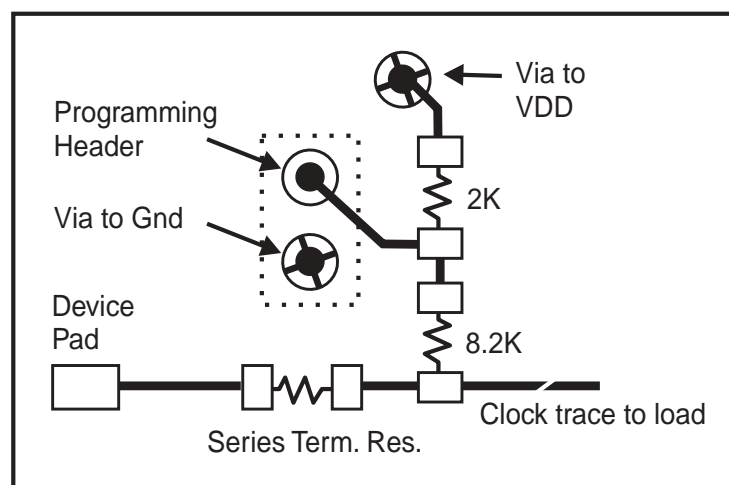 Via to
VDD
Programming
Header
2K
Via to Gnd
Device
Pad
8.2K
Clock trace to load
Series Term. Res.